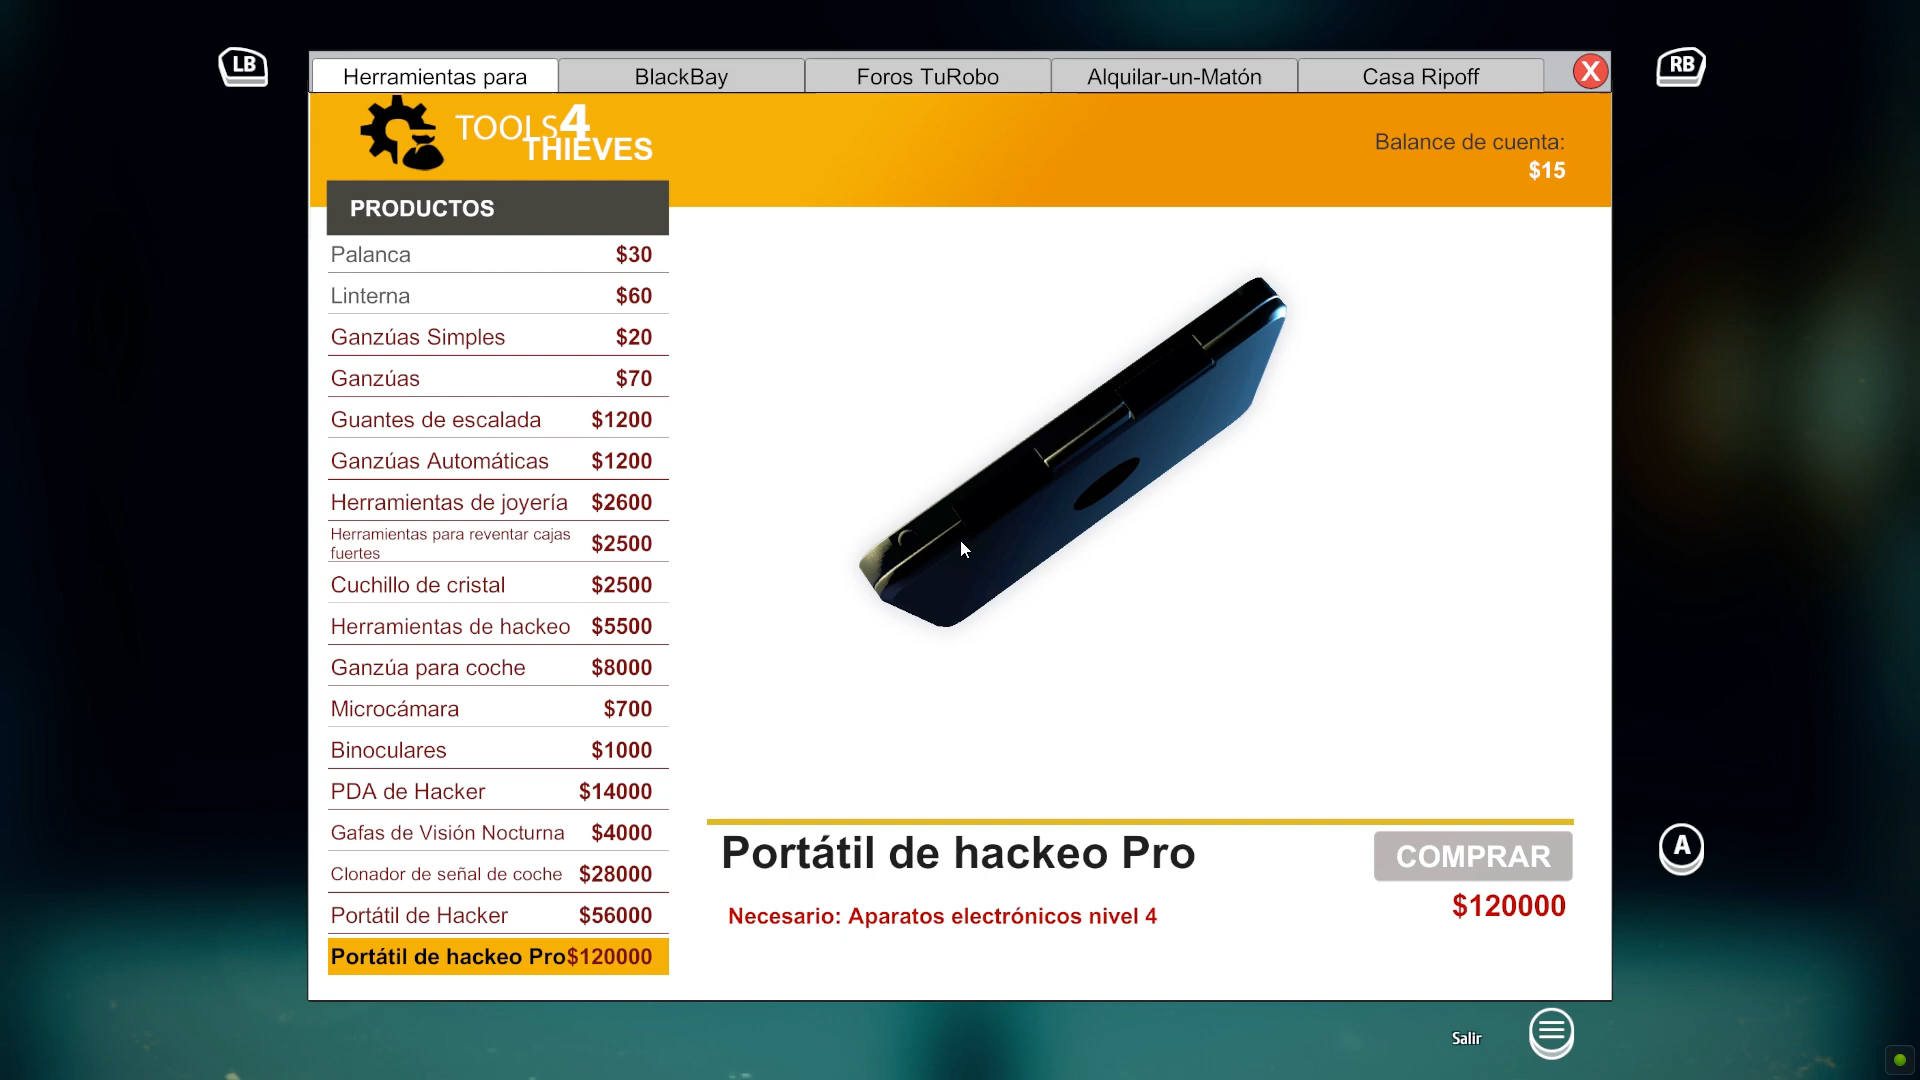 LB
Herramientas para
BlackBay
Foros TuRobo
Alquilar-un-Matón
Casa Ripoff
X
RB
TOOLS4
THIEVES
Balance de cuenta:
$15
PRODUCTOS
Palanca $30
Linterna $60
Ganzúas Simples $20
Ganzúas $70
Guantes de escalada $1200
Ganzúas Automáticas $1200
Herramientas de joyería $2600
Herramientas para reventar cajas
fuertes $2500
Cuchillo de cristal $2500
Herramientas de hackeo $5500
Ganzúa para coche $8000
Microcámara $700
Binoculares $1000
PDA de Hacker $14000
Gafas de Visión Nocturna $4000
Clonador de señal de coche $28000
Portátil de Hacker $56000
Portátil de hackeo Pro $120000
Portátil de hackeo Pro
COMPRAR
A
Necesario: Aparatos electrónicos nivel 4
$120000
Salir